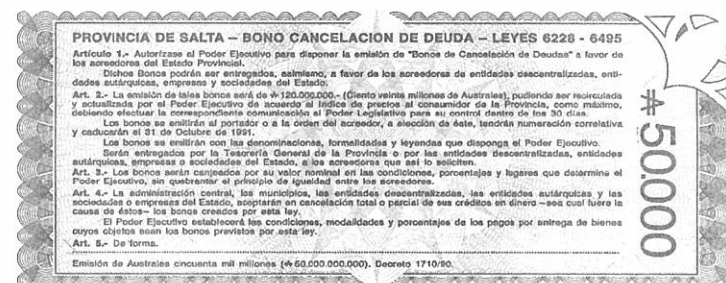 PROVINCIA DE SALTA – BONO CANCELACION DE DEUDA – LEYES 6228 - 6495
Artículo 1.- Autorízase al Poder Ejecutivo para disponer la emisión de "Bonos de Cancelación de Deudas" a favor de
los acreedores del Estado Provincial.
Dichos Bonos podrán ser entregados, asimismo, a favor de los acreedores de entidades descentralizadas, enti-
dades autárquicas, empresas y sociedades del Estado.
Art. 2.- La emisión de tales bonos será de ₳ 120.000.000.- (Ciento veinte millones de Australes), pudiendo ser recirculada
y actualizada por el Poder Ejecutivo de acuerdo al índice de precios al consumidor de la Provincia, como máximo,
debiendo efectuar la correspondiente comunicación al Poder Legislativo para su control dentro de los 30 días.
Los bonos se emitirán al portador o a la orden del acreedor, a elección de éste, tendrán numeración correlativa
y caducarán el 31 de Octubre de 1991.
Los bonos se emitirán con las denominaciones, formalidades y leyendas que disponga el Poder Ejecutivo.
Serán entregados por la Tesorería General de la Provincia o por las entidades descentralizadas, entidades
autárquicas, empresas o sociedades del Estado, a los acreedores que así lo soliciten.
Art. 3.- Los bonos serán canjeados por su valor nominal en las condiciones, porcentajes y lugares que determine el
Poder Ejecutivo, sin quebrantar el principio de igualdad entre los acreedores.
Art. 4.- La administración central, los municipios, las entidades descentralizadas, las entidades autárquicas y las
sociedades o empresas del Estado, aceptarán en cancelación total o parcial de sus créditos en dinero –sea cual fuere la
causa de éstos– los bonos creados por esta ley.
El Poder Ejecutivo establecerá las condiciones, modalidades y porcentajes de los pagos por entrega de bienes
cuyos objetos sean los bonos previstos por esta ley.
Art. 5.- De forma.
Emisión de Australes cincuenta mil millones (₳ 50.000.000.000). Decreto 1710/90.
₳ 50.000